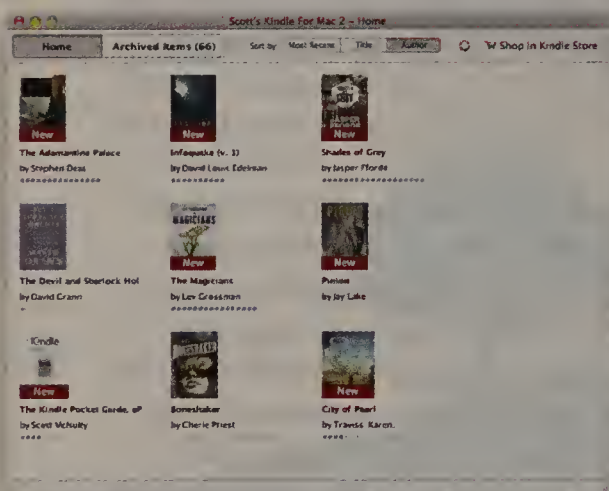 Scott's Kindle for Mac 2 – Home
Home
Archived Items (66)
Sort by
Most Recent
Title
Author
Shop in Kindle Store
New
New
JASPER
New
The Adamantine Palace
Infoquake (v. 1)
Shades of Grey
by Stephen Deas
by David Louis Edelman
by Jasper Fforde
MAGICIANS
New
New
The Devil and Sherlock Hol
The Magicians
Pinion
by David Grann
by Lev Grossman
by Jay Lake
Kindle
New
New
The Kindle Pocket Guide, eP
Boneshaker
City of Pearl
by Scott McNulty
by Cherie Priest
by Traviss, Karen,